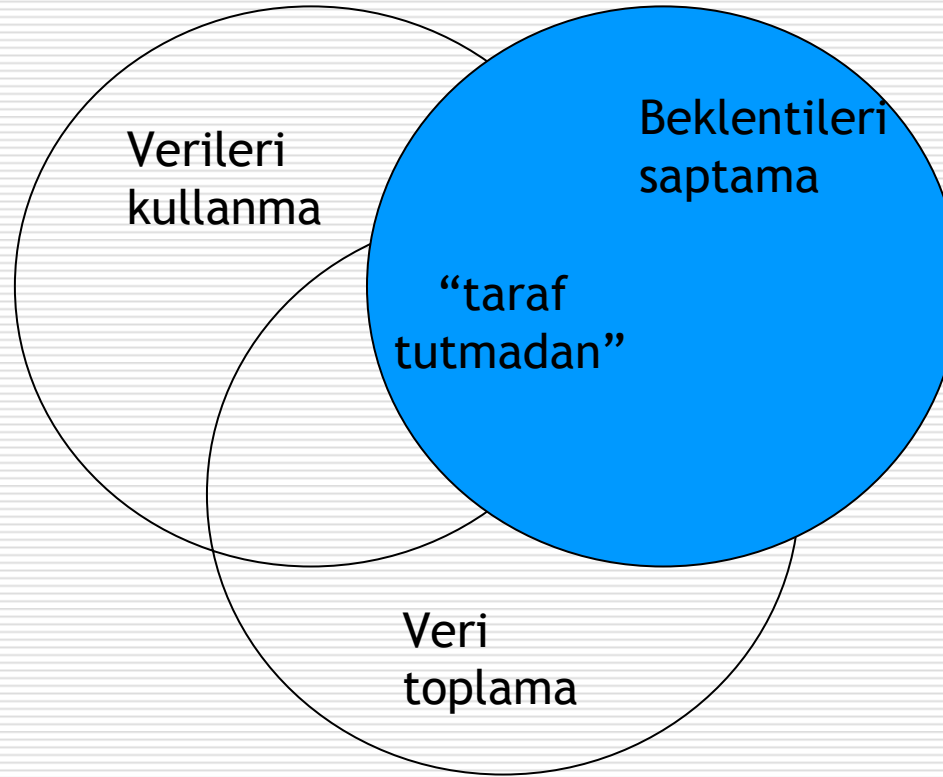 Verileri
kullanma
Beklentileri
saptama
“taraf
tutmadan”
Veri
toplama